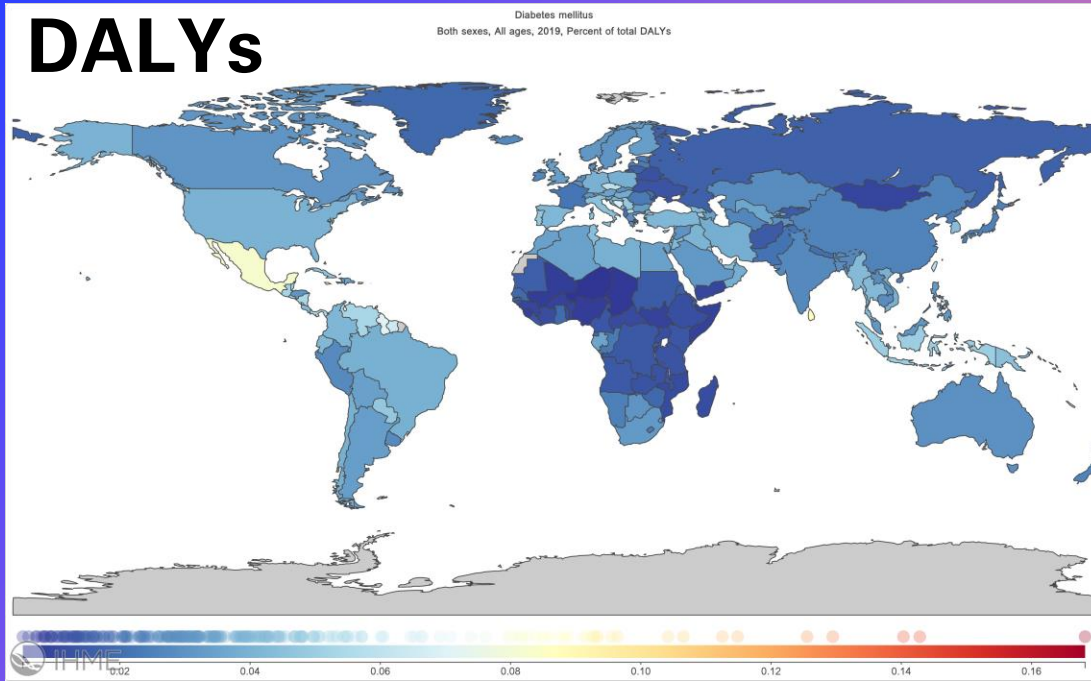 DALYs
Diabetes mellitus
Both sexes, All ages, 2019, Percent of total DALYs
IHME
0.02
0.04
0.06
0.08
0.10
0.12
0.14
0.16